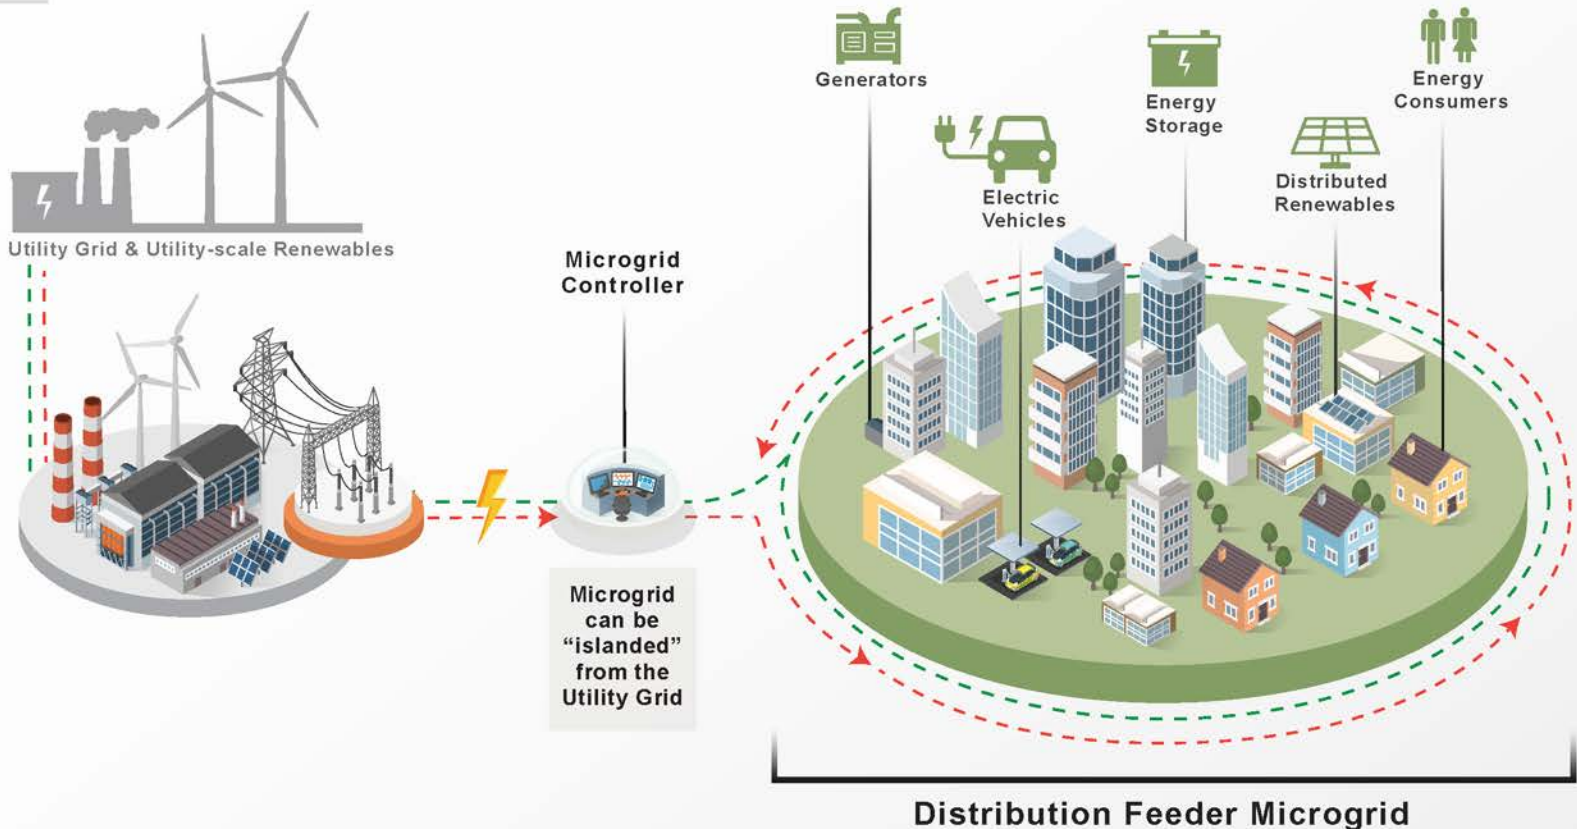 Generators
Energy
Storage
Energy
Consumers
Electric
Vehicles
Distributed
Renewables
Utility Grid & Utility-scale Renewables
Microgrid
Controller
Microgrid
can be
“islanded”
from the
Utility Grid
Distribution Feeder Microgrid